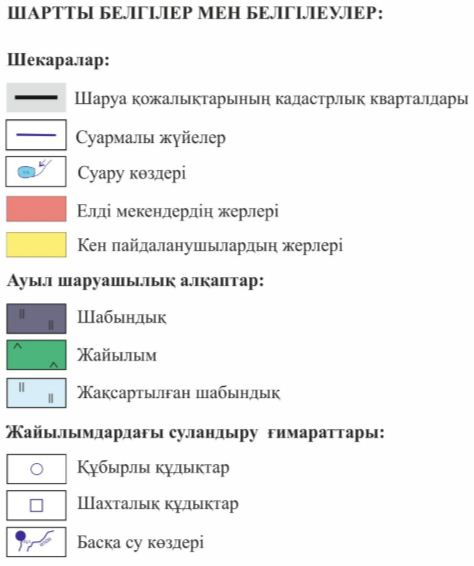 ШАРТТЫ БЕЛГІЛЕР МЕН БЕЛГІЛЕУЛЕР:
Шекаралар:
Шаруа қожалықтарының кадастрлық кварталдары
Суармалы жүйелер
Суару көздері
Елді мекендердің жерлері
Кен пайдаланушылардың жерлері
Ауыл шаруашылық алқаптар:
Шабындық
Жайылым
Жақсартылған шабындық
Жайылымдардағы суландыру ғимараттары:
Құбырлы құдықтар
Шахталық құдықтар
Басқа су көздері